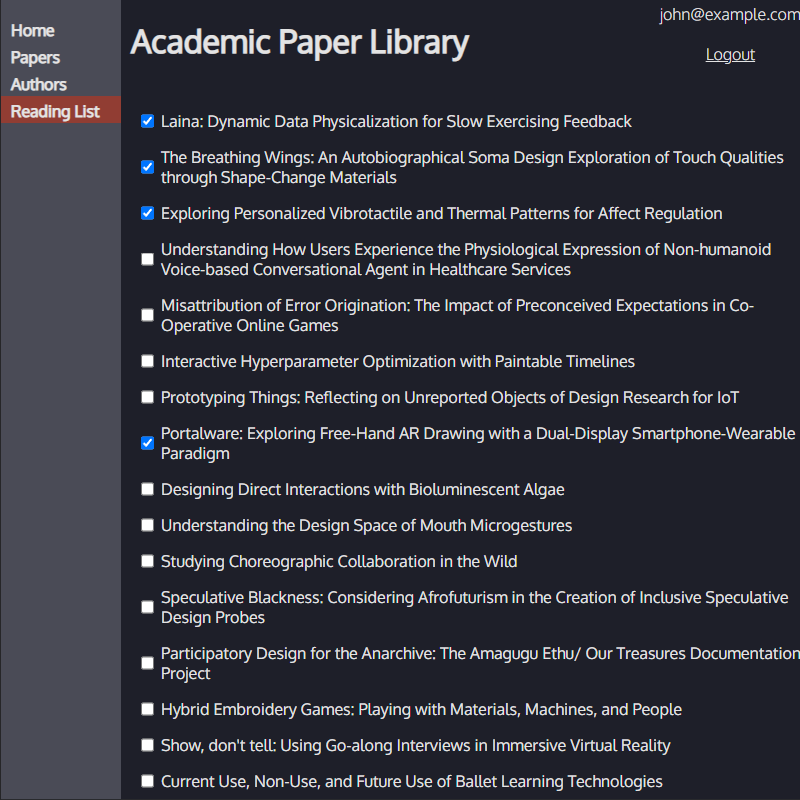 Home
Papers
Authors
Reading List
Academic Paper Library
john@example.com
Logout
Laina: Dynamic Data Physicalization for Slow Exercising Feedback
The Breathing Wings: An Autobiographical Soma Design Exploration of Touch Qualities
through Shape-Change Materials
Exploring Personalized Vibrotactile and Thermal Patterns for Affect Regulation
Understanding How Users Experience the Physiological Expression of Non-humanoid
Voice-based Conversational Agent in Healthcare Services
Misattribution of Error Origination: The Impact of Preconceived Expectations in Co-
Operative Online Games
Interactive Hyperparameter Optimization with Paintable Timelines
Prototyping Things: Reflecting on Unreported Objects of Design Research for IoT
Portalware: Exploring Free-Hand AR Drawing with a Dual-Display Smartphone-Wearable
Paradigm
Designing Direct Interactions with Bioluminescent Algae
Understanding the Design Space of Mouth Microgestures
Studying Choreographic Collaboration in the Wild
Speculative Blackness: Considering Afrofuturism in the Creation of Inclusive Speculative
Design Probes
Participatory Design for the Anarchive: The Amagugu Ethu/ Our Treasures Documentation
Project
Hybrid Embroidery Games: Playing with Materials, Machines, and People
Show, don't tell: Using Go-along Interviews in Immersive Virtual Reality
Current Use, Non-Use, and Future Use of Ballet Learning Technologies